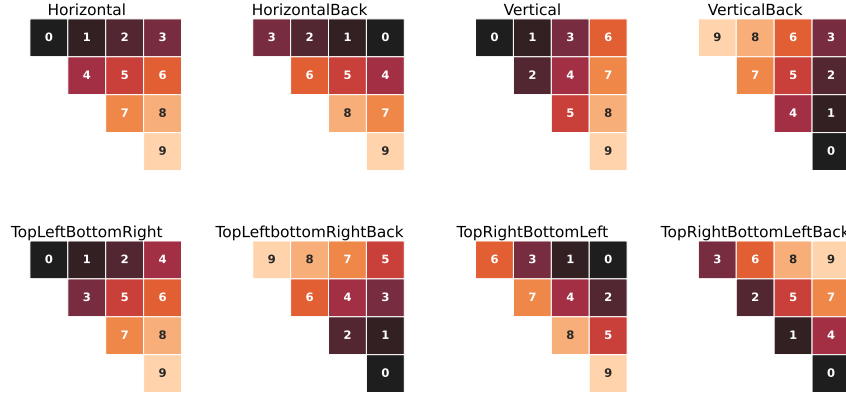 Horizontal HorizontalBack Vertical VerticalBack
0 1 2 3 3 2 1 0 0 1 3 6 9 8 6 3
4 5 6 6 5 4 2 4 7 7 5 2
7 8 8 7 5 8 4 1
9 9 9 0
TopLeftBottomRight TopLeftbottomRightBack TopRightBottomLeft TopRightBottomLeftBack
0 1 2 4 9 8 7 5 6 3 1 0 3 6 8 9
3 5 6 6 4 3 7 4 2 2 5 7
7 8 2 1 8 5 1 4
9 0 9 0